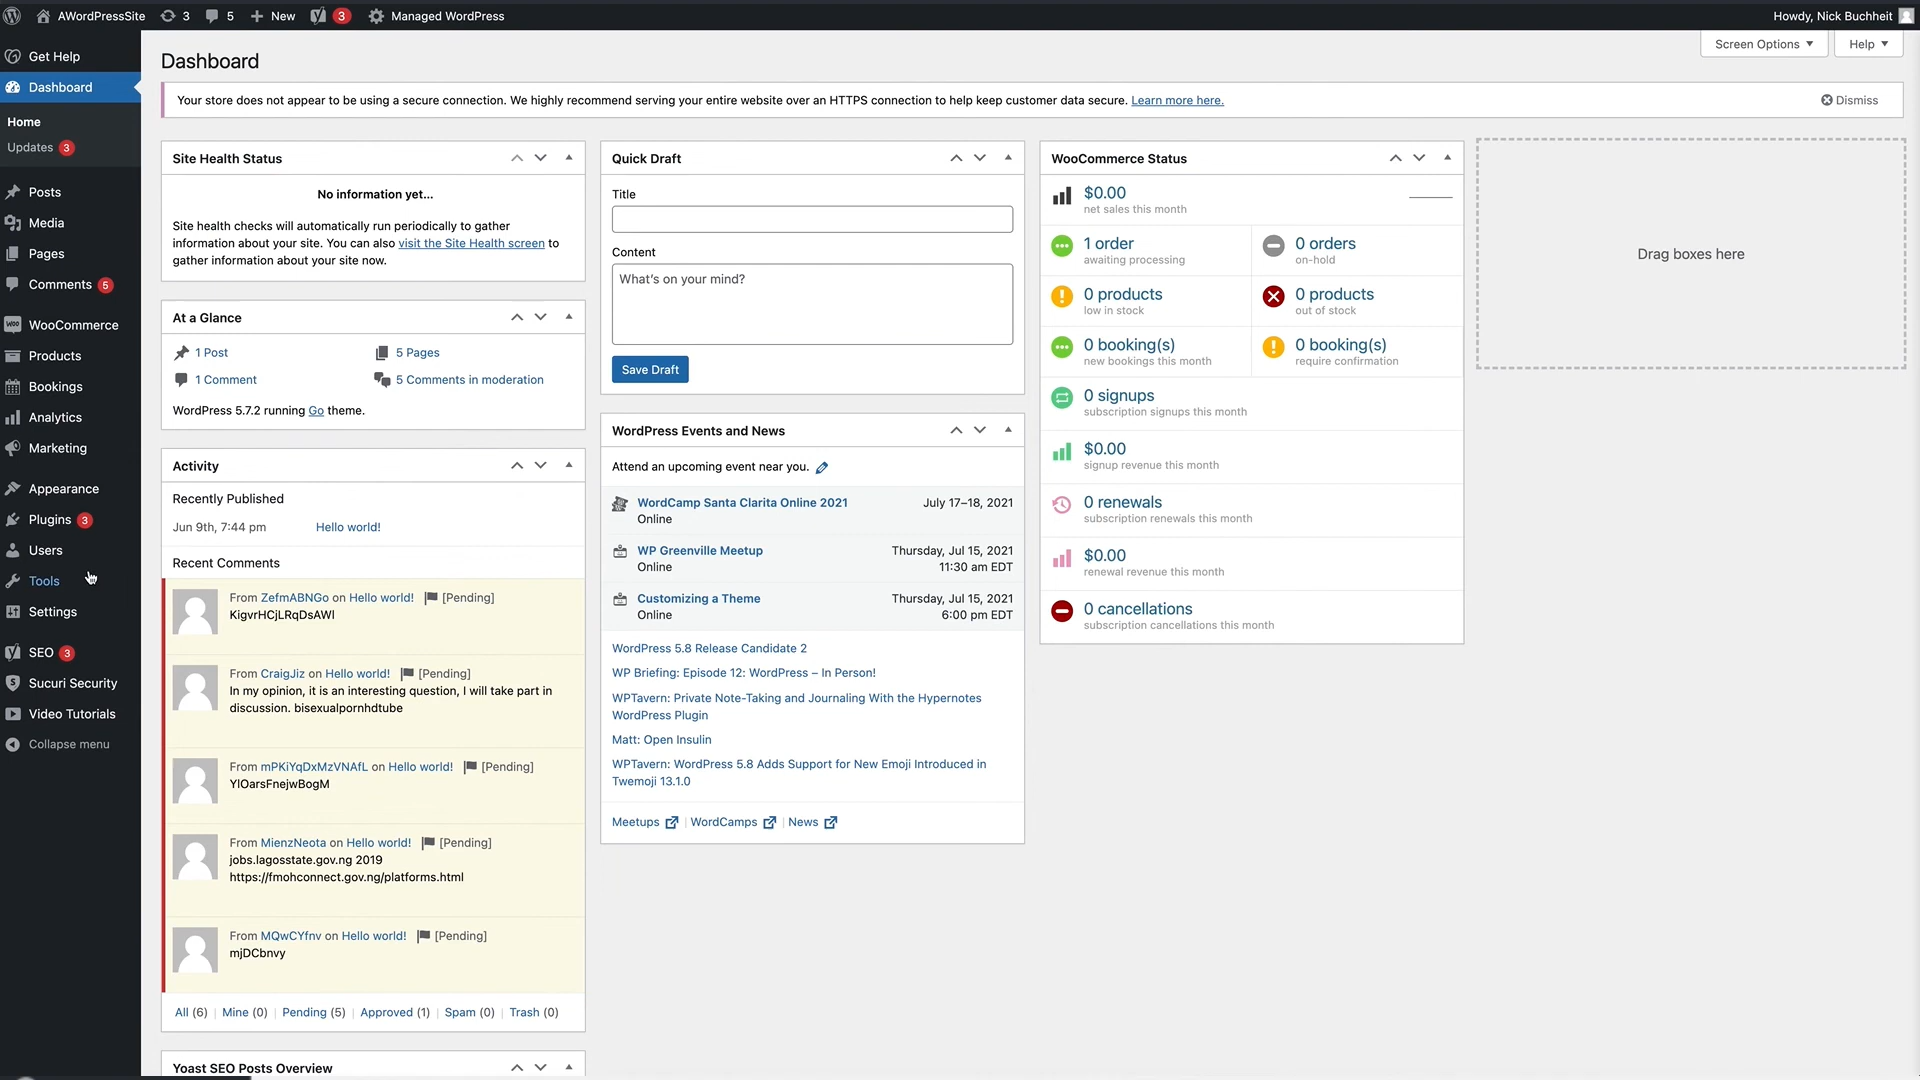 AWordPressSite 3 5 New 3 Managed WordPress Howdy, Nick Buchheit
Screen Options Help
Get Help
Dashboard
Home
Updates 3
Posts
Media
Pages
Comments 5
WooCommerce
Products
Bookings
Analytics
Marketing
Appearance
Plugins 3
Users
Tools
Settings
SEO 3
Sucuri Security
Video Tutorials
Collapse menu
Dashboard
Your store does not appear to be using a secure connection. We highly recommend serving your entire website over an HTTPS connection to help keep customer data secure. Learn more here.
Dismiss
Site Health Status
No information yet...
Site health checks will automatically run periodically to gather
information about your site. You can also visit the Site Health screen to
gather information about your site now.
At a Glance
1 Post 5 Pages
1 Comment 5 Comments in moderation
WordPress 5.7.2 running Go theme.
Activity
Recently Published
Jun 9th, 7:44 pm Hello world!
Recent Comments
From ZefmABNGo on Hello world! [Pending]
KigvrHCjLRqDsAWl
From CraigJiz on Hello world! [Pending]
In my opinion, it is an interesting question, I will take part in
discussion. bisexualpornhdtube
From mPKiYqDxMzVNAfL on Hello world! [Pending]
YlOarsFnejwBogM
From MienzNeota on Hello world! [Pending]
jobs.lagosstate.gov.ng 2019
https://fmohconnect.gov.ng/platforms.html
From MQwCYfnv on Hello world! [Pending]
mjDCbnvy
All (6) | Mine (0) | Pending (5) | Approved (1) | Spam (0) | Trash (0)
Yoast SEO Posts Overview
Quick Draft
Title
Content
What's on your mind?
Save Draft
WordPress Events and News
Attend an upcoming event near you.
WordCamp Santa Clarita Online 2021 July 17–18, 2021
Online
WP Greenville Meetup Thursday, Jul 15, 2021
Online 11:30 am EDT
Customizing a Theme Thursday, Jul 15, 2021
Online 6:00 pm EDT
WordPress 5.8 Release Candidate 2
WP Briefing: Episode 12: WordPress – In Person!
WPTavern: Private Note-Taking and Journaling With the Hypernotes
WordPress Plugin
Matt: Open Insulin
WPTavern: WordPress 5.8 Adds Support for New Emoji Introduced in
Twemoji 13.1.0
Meetups | WordCamps | News
WooCommerce Status
$0.00
net sales this month
1 order 0 orders
awaiting processing on-hold
0 products 0 products
low in stock out of stock
0 booking(s) 0 booking(s)
new bookings this month require confirmation
0 signups
subscription signups this month
$0.00
signup revenue this month
0 renewals
subscription renewals this month
$0.00
renewal revenue this month
0 cancellations
subscription cancellations this month
Drag boxes here